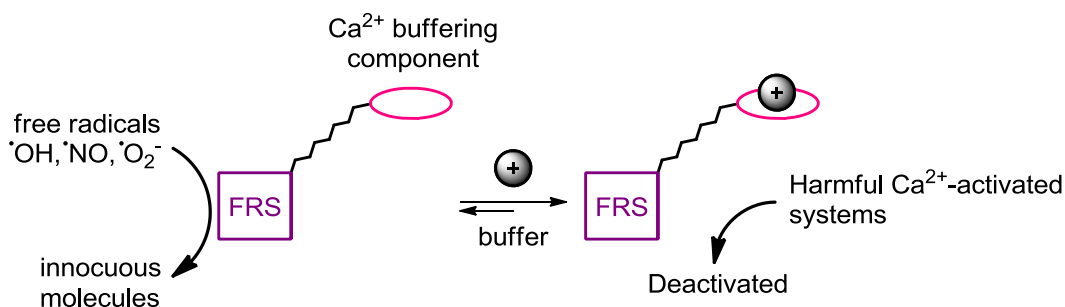 Ca²⁺ buffering
component
free radicals
•OH, •NO, •O₂⁻
FRS
innocuous
molecules
+
buffer
+
FRS
Harmful Ca²⁺-activated
systems
Deactivated